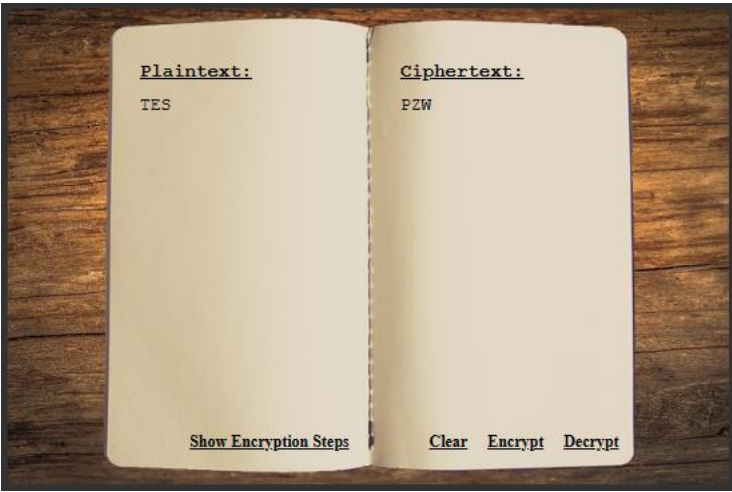 Plaintext:
TES
Ciphertext:
PZW
Show Encryption Steps
Clear Encrypt Decrypt